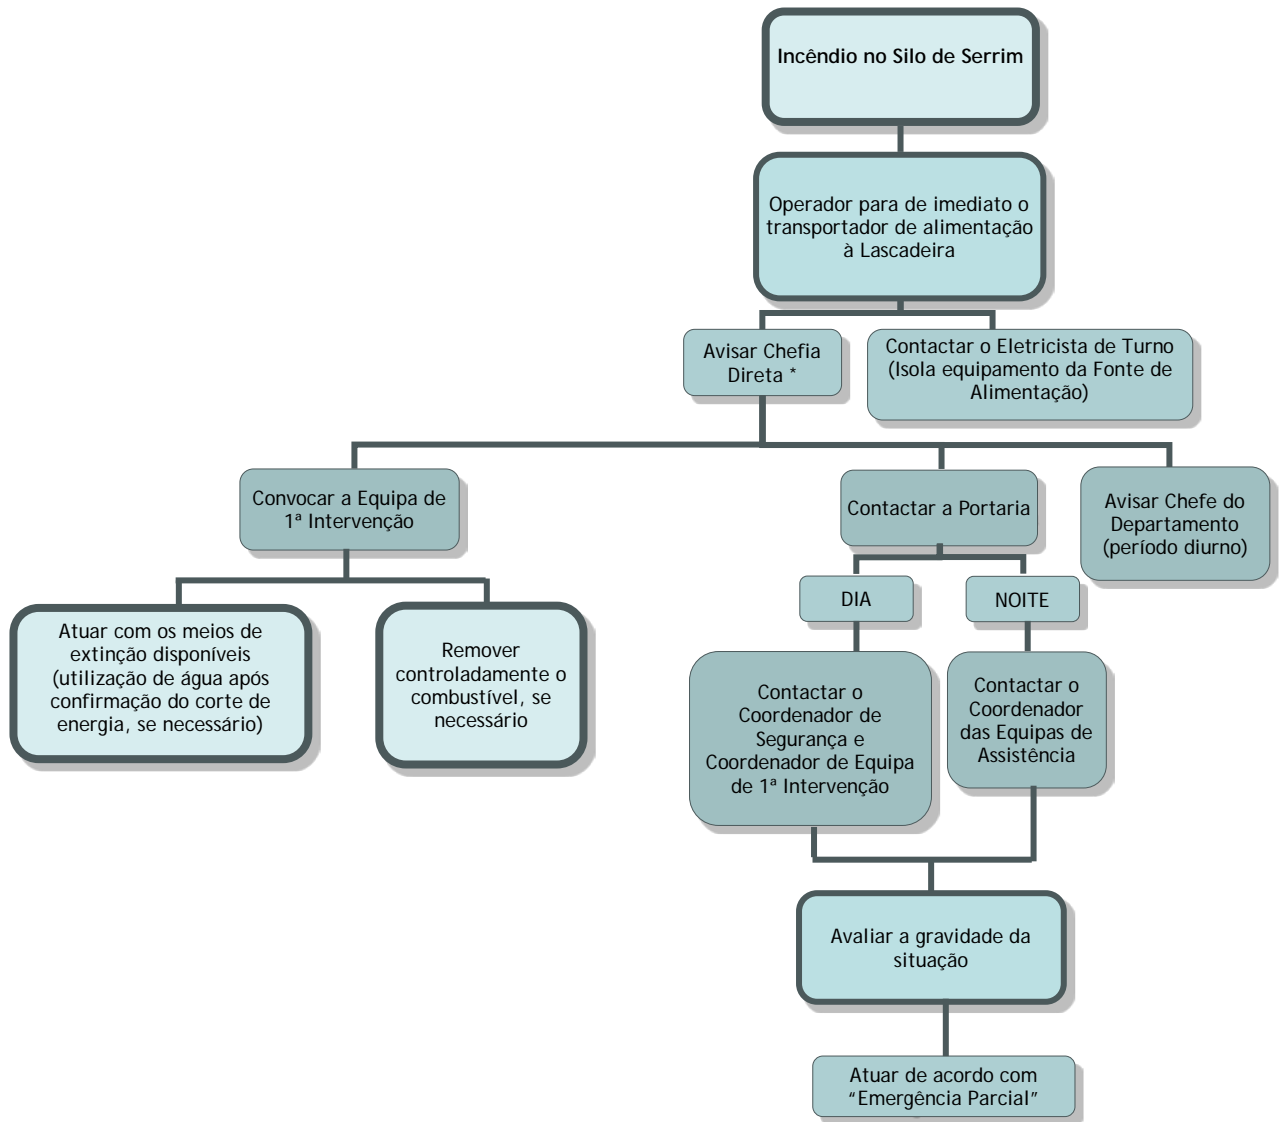 Incêndio no Silo de Serrim
Operador para de imediato o
transportador de alimentação
à Lascadeira
Avisar Chefia
Direta *
Contactar o Eletricista de Turno
(Isola equipamento da Fonte de
Alimentação)
Convocar a Equipa de
1ª Intervenção
Contactar a Portaria
Avisar Chefe do
Departamento
(período diurno)
DIA
NOITE
Atuar com os meios de
extinção disponíveis
(utilização de água após
confirmação do corte de
energia, se necessário)
Remover
controladamente o
combustível, se
necessário
Contactar o
Coordenador de
Segurança e
Coordenador de Equipa
de 1ª Intervenção
Contactar o
Coordenador
das Equipas de
Assistência
Avaliar a gravidade da
situação
Atuar de acordo com
“Emergência Parcial”